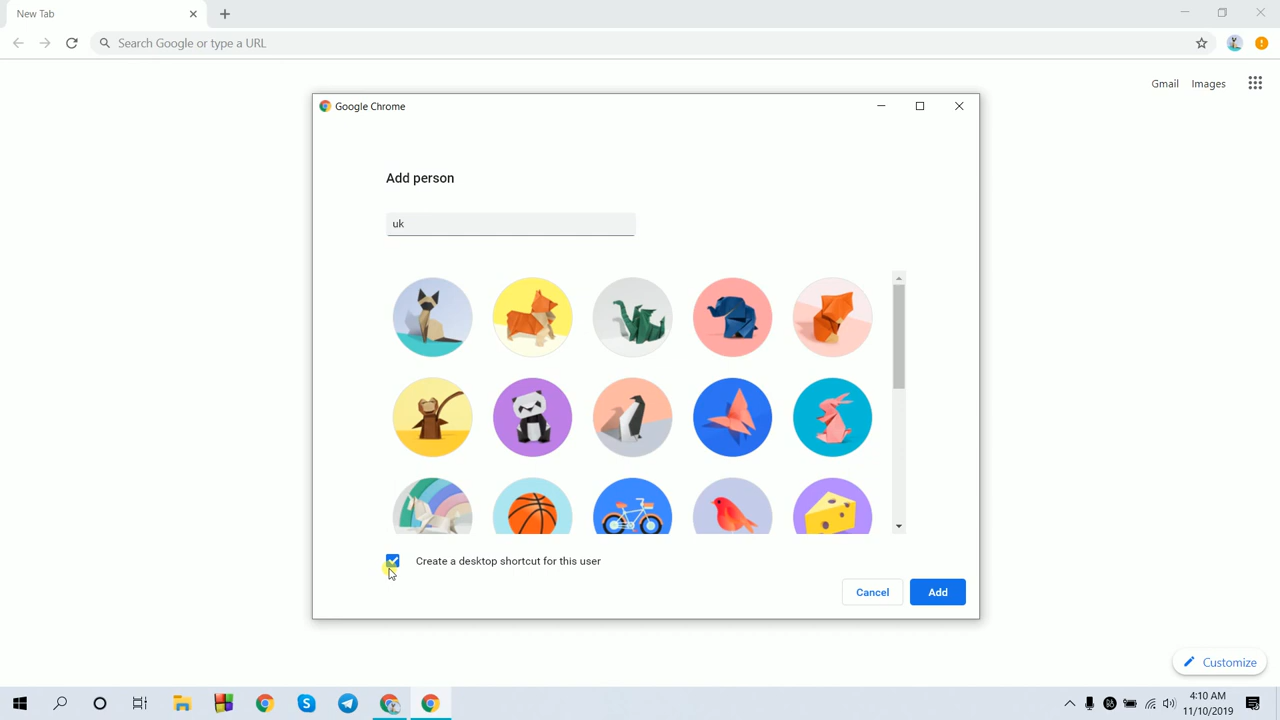 New Tab
Search Google or type a URL
Gmail Images
Google Chrome
Add person
uk
Create a desktop shortcut for this user
Cancel Add
Customize
4:10 AM
11/10/2019